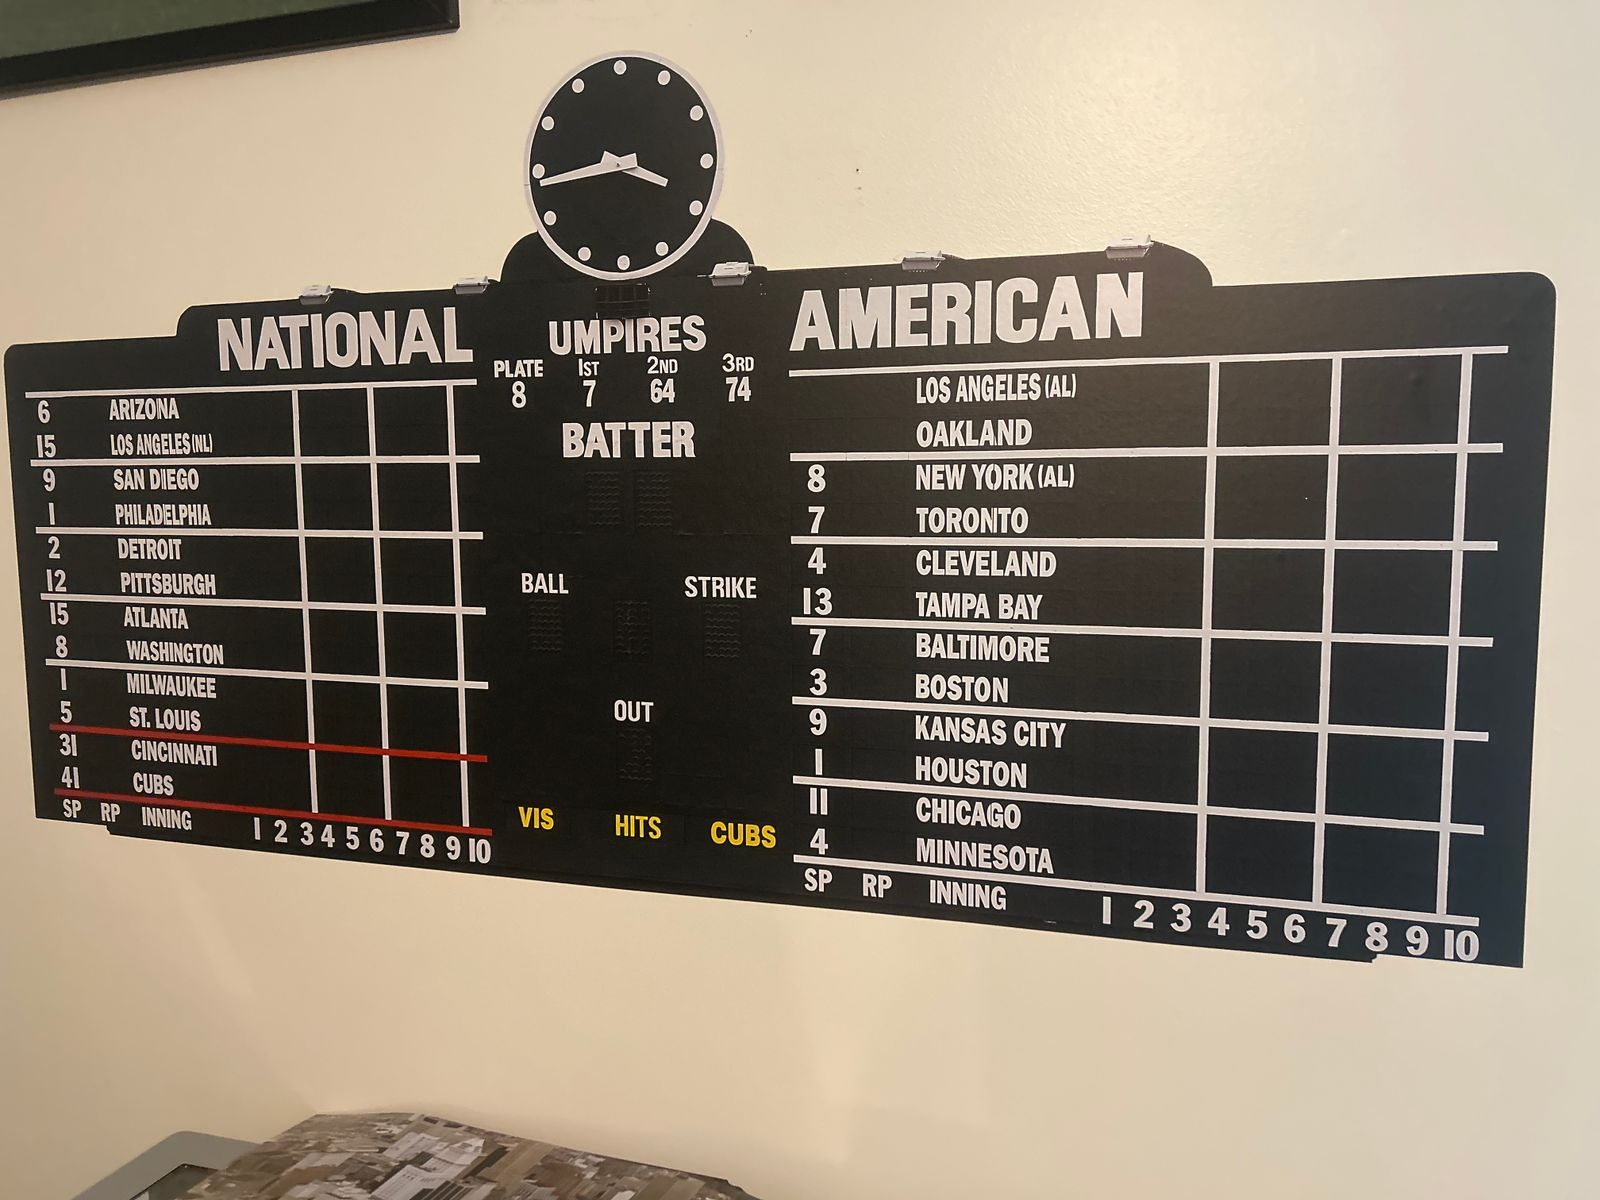 NATIONAL
6 ARIZONA
15 LOS ANGELES (NL)
9 SAN DIEGO
1 PHILADELPHIA
2 DETROIT
12 PITTSBURGH
15 ATLANTA
8 WASHINGTON
1 MILWAUKEE
5 ST. LOUIS
31 CINCINNATI
41 CUBS
SP RP INNING 1 2 3 4 5 6 7 8 9 10
UMPIRES
PLATE 1ST 2ND 3RD
8 7 64 74
BATTER
BALL STRIKE
OUT
VIS HITS CUBS
AMERICAN
LOS ANGELES (AL)
OAKLAND
8 NEW YORK (AL)
7 TORONTO
4 CLEVELAND
13 TAMPA BAY
7 BALTIMORE
3 BOSTON
9 KANSAS CITY
1 HOUSTON
11 CHICAGO
4 MINNESOTA
SP RP INNING 1 2 3 4 5 6 7 8 9 10